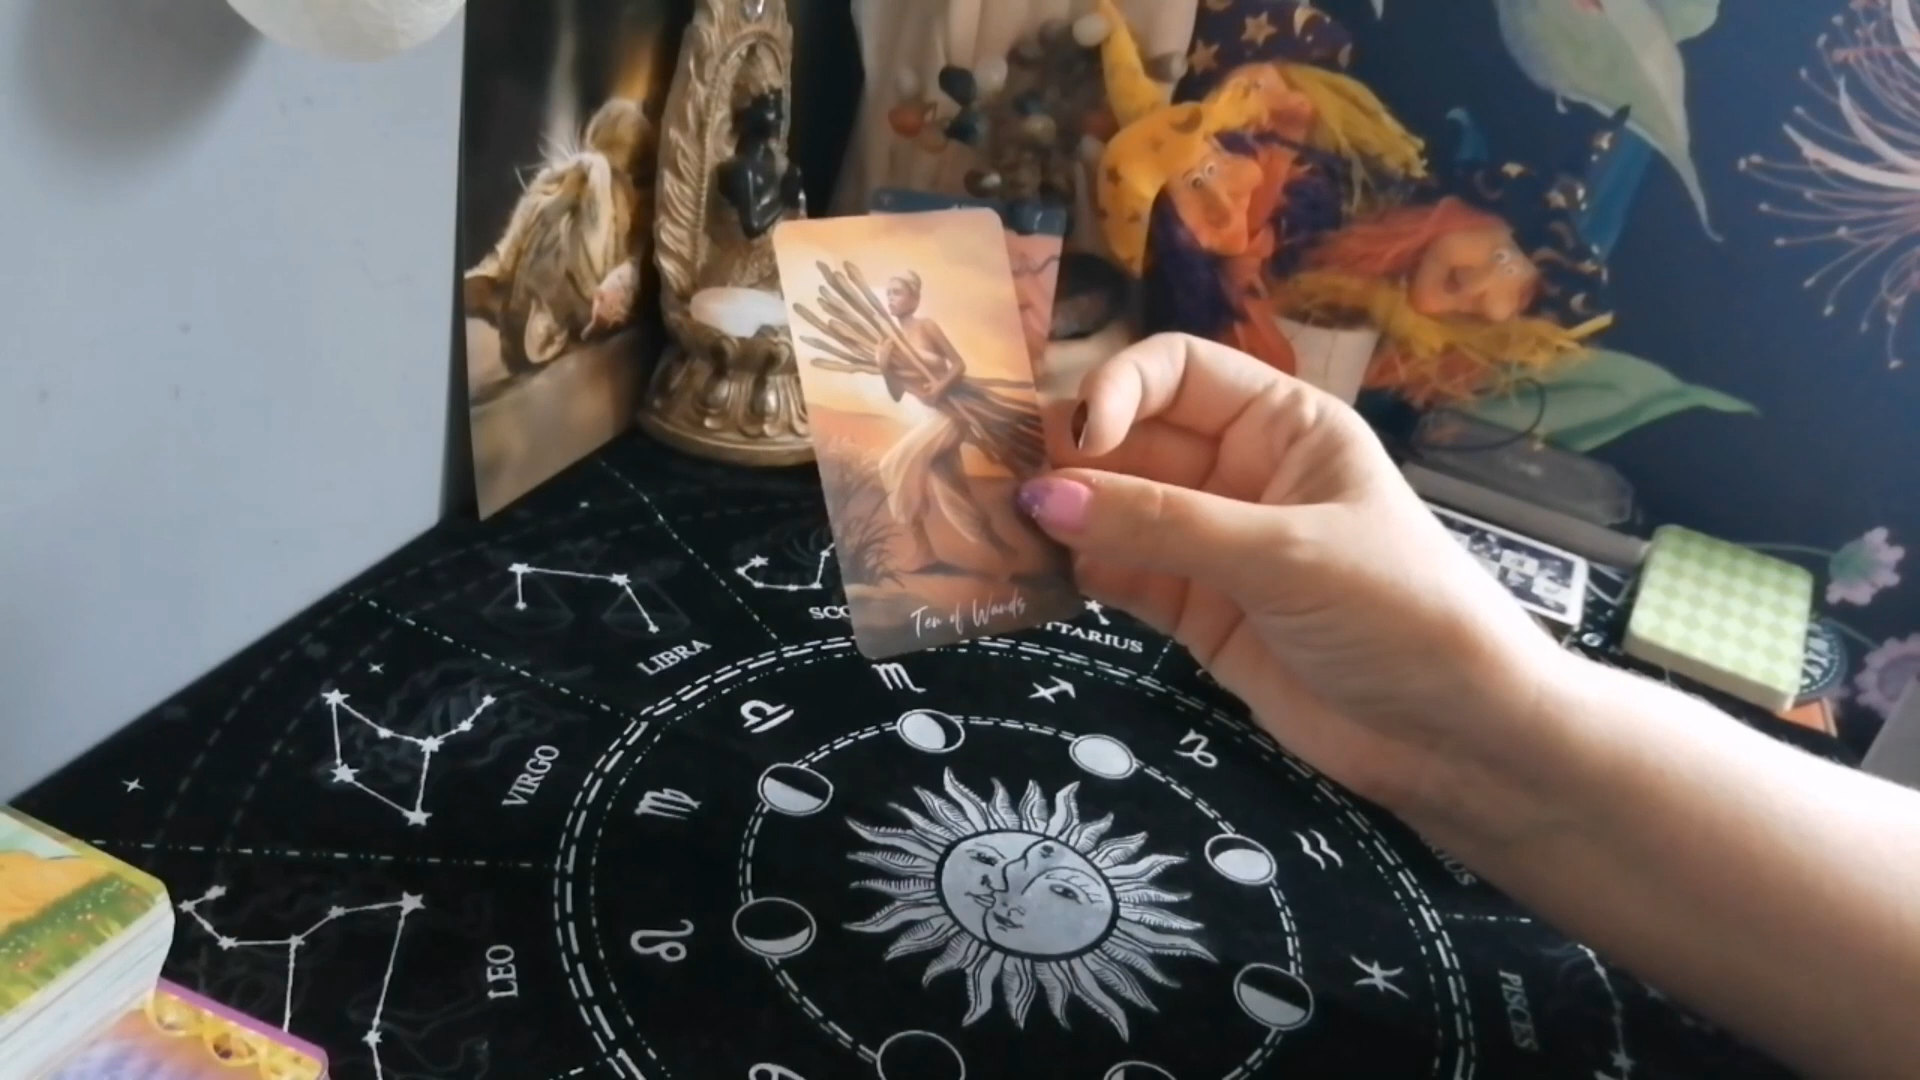 Ten of Wands
SCO
TTARIUS
LIBRA
VIRGO
LEO
PISCES